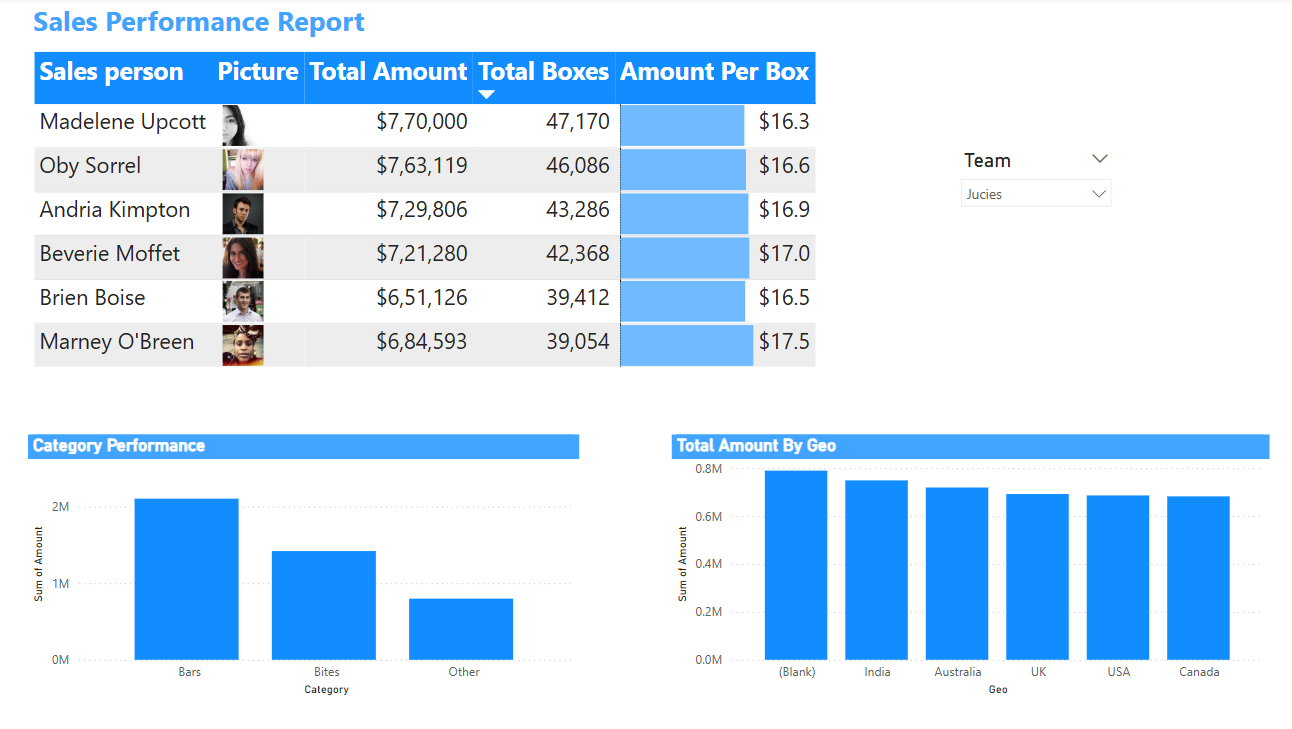 Sales Performance Report
Sales person Picture Total Amount Total Boxes Amount Per Box
Madelene Upcott $7,70,000 47,170 $16.3
Oby Sorrel $7,63,119 46,086 $16.6
Andria Kimpton $7,29,806 43,286 $16.9
Beverie Moffet $7,21,280 42,368 $17.0
Brien Boise $6,51,126 39,412 $16.5
Marney O'Breen $6,84,593 39,054 $17.5
Team
Jucies
Category Performance
Sum of Amount
2M
1M
0M
Bars Bites Other
Category
Total Amount By Geo
Sum of Amount
0.8M
0.6M
0.4M
0.2M
0.0M
(Blank) India Australia UK USA Canada
Geo